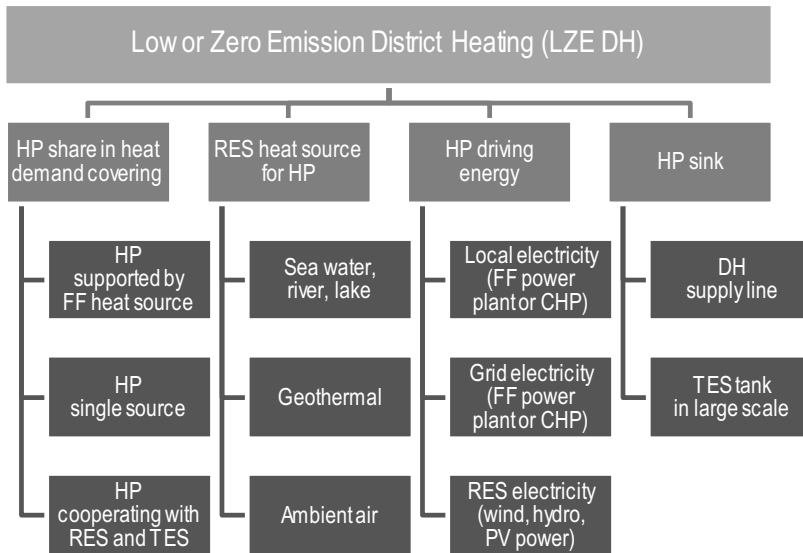 Low or Zero Emission District Heating (LZE DH)
HP share in heat
demand covering
HP
supported by
FF heat source
HP
single source
HP
cooperating with
RES and TES
RES heat source
for HP
Sea water,
river, lake
Geothermal
Ambient air
HP driving
energy
Local electricity
(FF power
plant or CHP)
Grid electricity
(FF power
plant or CHP)
RES electricity
(wind, hydro,
PV power)
HP sink
DH
supply line
TES tank
in large scale